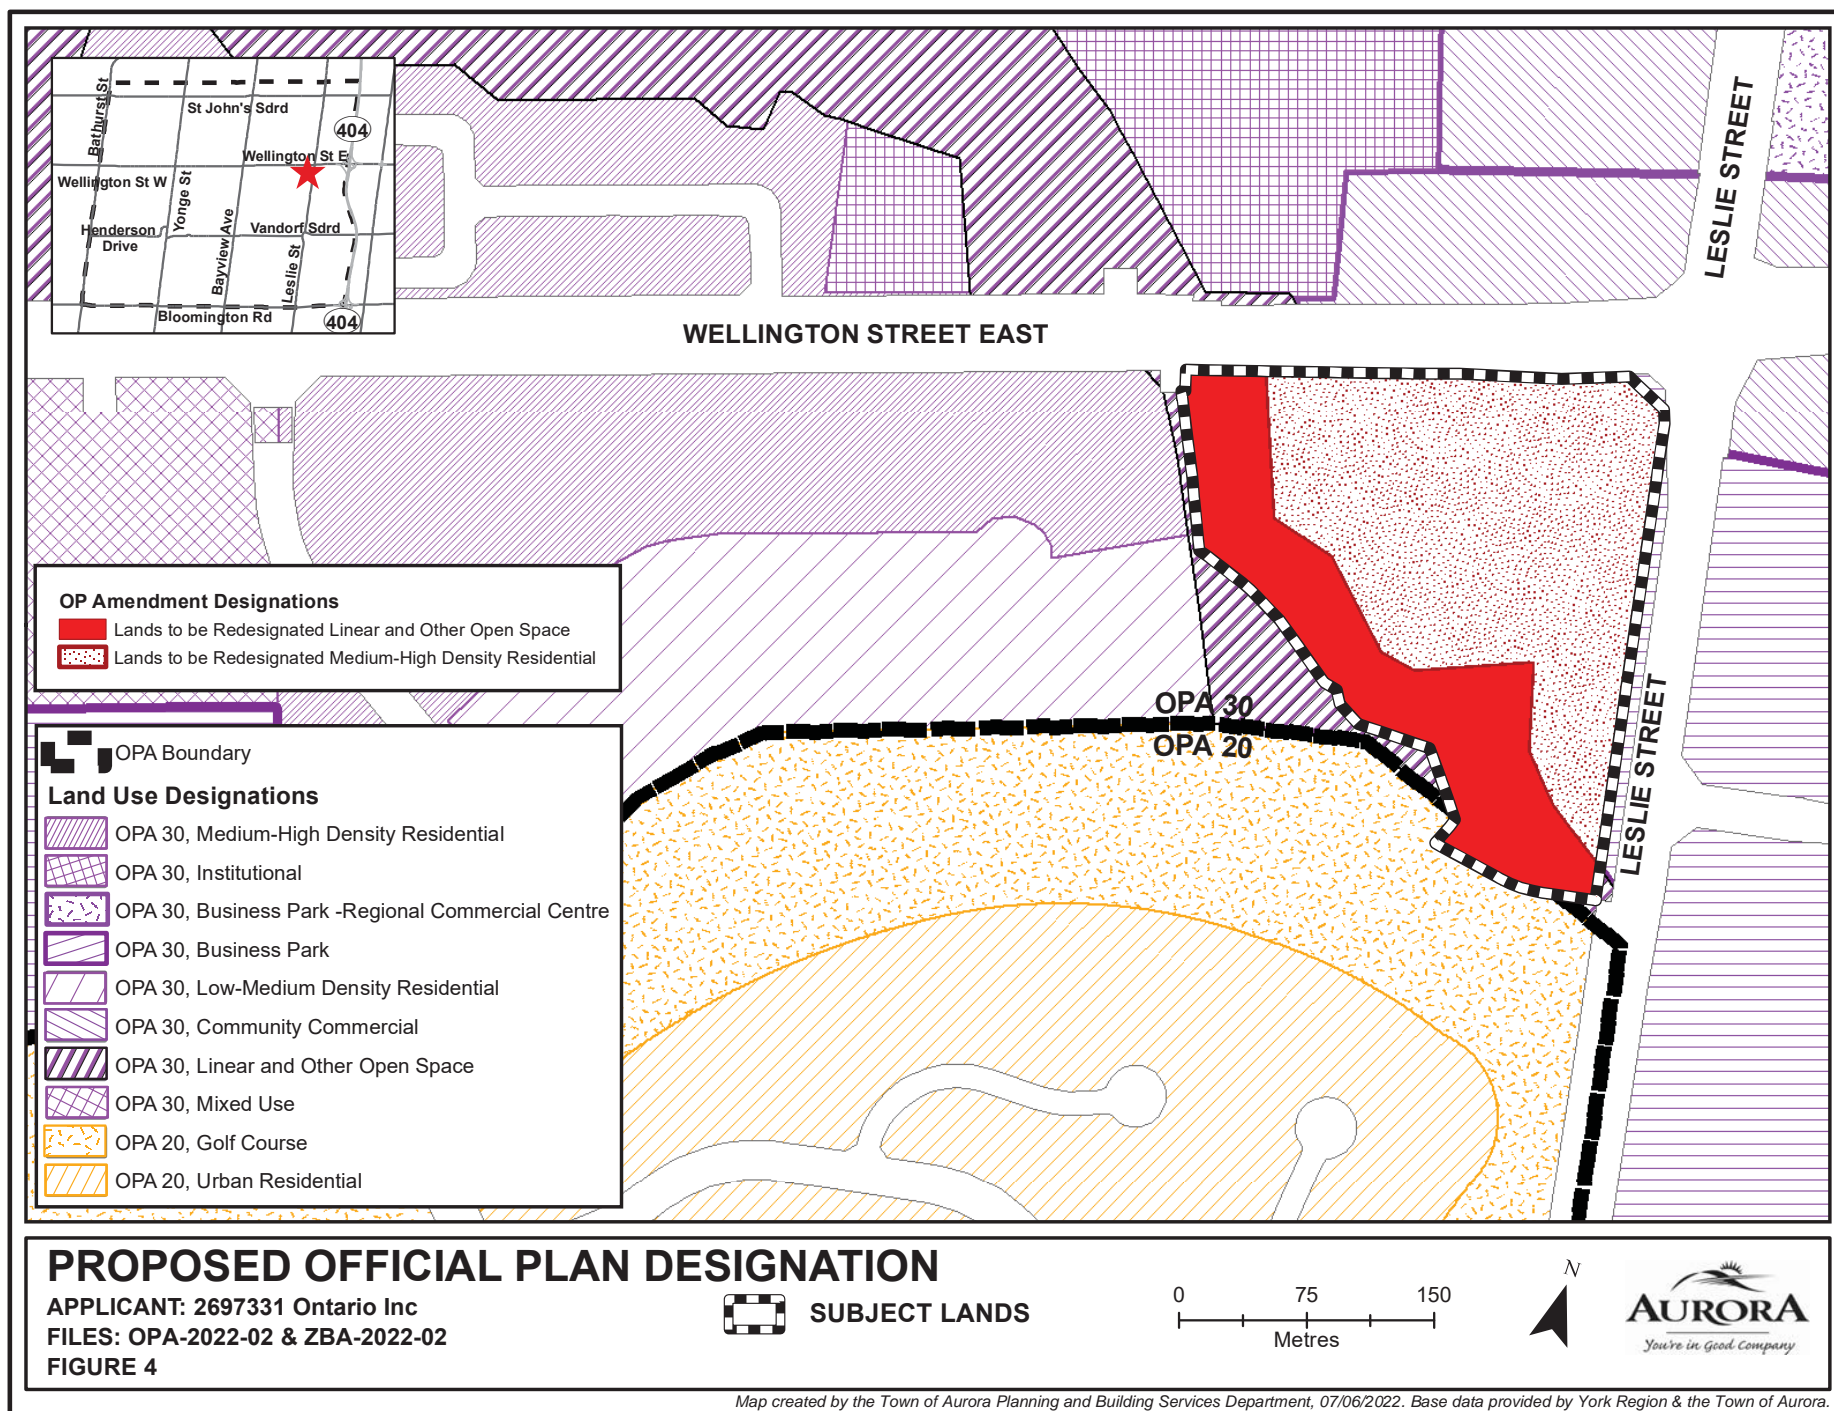 St John's Sdrd
Bathurst St
404
Wellington St E
Wellington St W
Yonge St
Henderson
Drive
Bayview Ave
Vandorf Sdrd
Leslie St
Bloomington Rd
404
LESLIE STREET
WELLINGTON STREET EAST
OP Amendment Designations
Lands to be Redesignated Linear and Other Open Space
Lands to be Redesignated Medium-High Density Residential
OPA 30
OPA 20
LESLIE STREET
OPA Boundary
Land Use Designations
OPA 30, Medium-High Density Residential
OPA 30, Institutional
OPA 30, Business Park -Regional Commercial Centre
OPA 30, Business Park
OPA 30, Low-Medium Density Residential
OPA 30, Community Commercial
OPA 30, Linear and Other Open Space
OPA 30, Mixed Use
OPA 20, Golf Course
OPA 20, Urban Residential
PROPOSED OFFICIAL PLAN DESIGNATION
APPLICANT: 2697331 Ontario Inc
FILES: OPA-2022-02 & ZBA-2022-02
FIGURE 4
SUBJECT LANDS
0 75 150
Metres
N
AURORA
You're in Good Company
Map created by the Town of Aurora Planning and Building Services Department, 07/06/2022. Base data provided by York Region & the Town of Aurora.